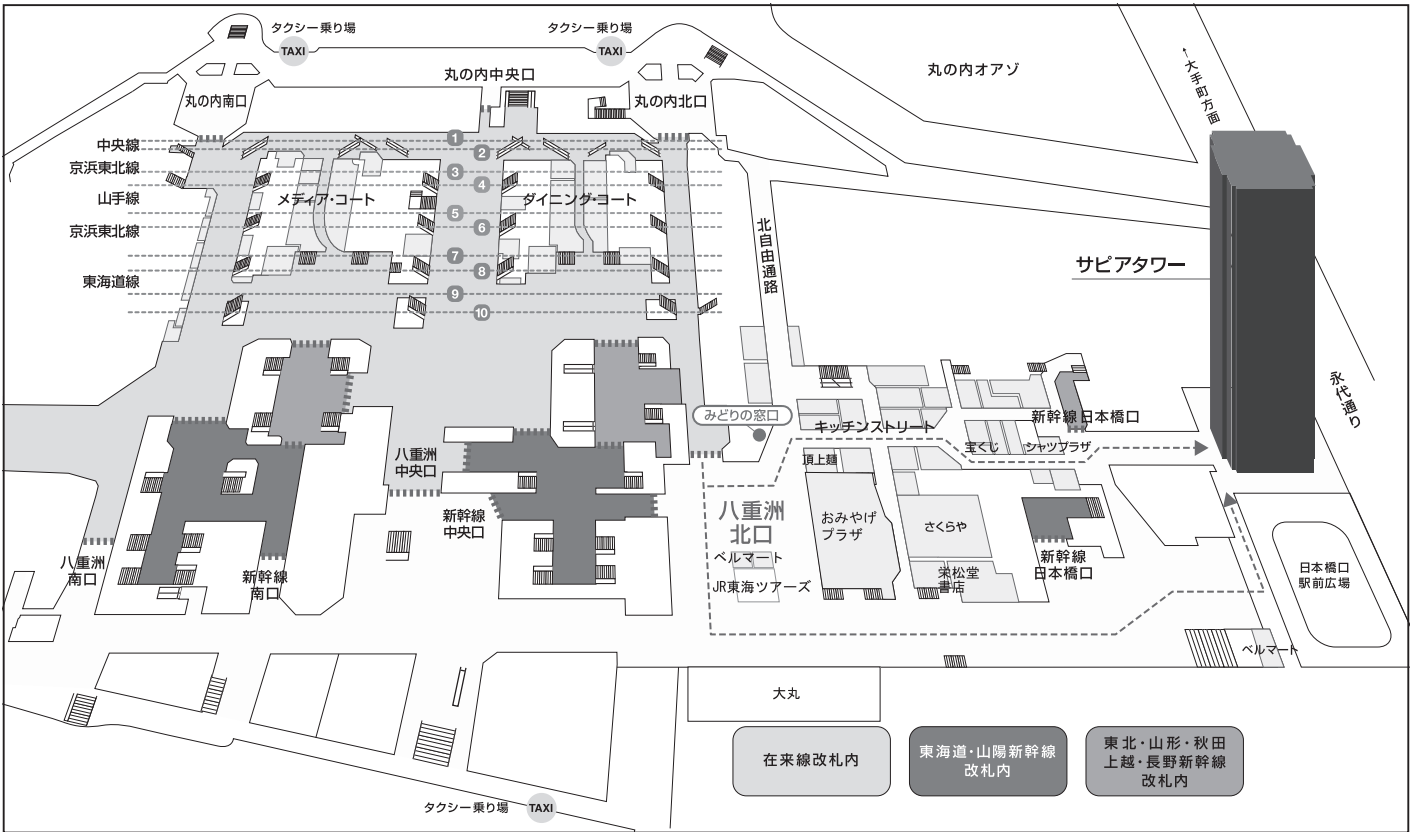 タクシー乗り場
TAXI
タクシー乗り場
TAXI
丸の内中央口
丸の内南口
丸の内北口
丸の内オアゾ
←大手町方面
中央線
京浜東北線
山手線
京浜東北線
東海道線
1
2
3
4
5
6
7
8
9
10
メディア・コート
ダイニング・コート
北自由通路
サピアタワー
永代通り
みどりの窓口
キッチンストリート
新幹線日本橋口
宝くじ
シャツプラザ
頂上麺
八重洲
中央口
新幹線
中央口
八重洲
北口
おみやげ
プラザ
さくらや
ベルマート
JR東海ツアーズ
栄松堂
書店
新幹線
日本橋口
八重洲
南口
新幹線
南口
日本橋口
駅前広場
ベルマート
大丸
在来線改札内
東海道・山陽新幹線
改札内
東北・山形・秋田
上越・長野新幹線
改札内
タクシー乗り場
TAXI